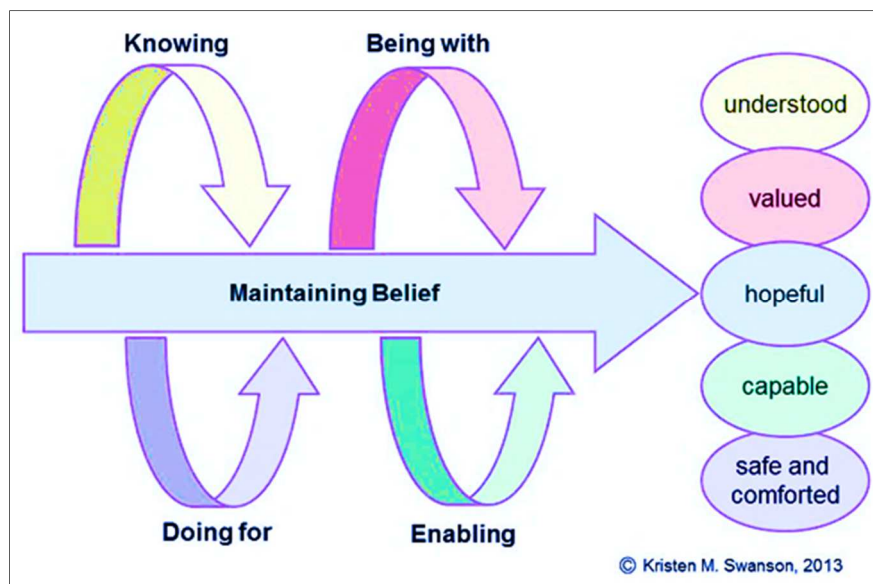 Knowing
Being with
understood
valued
Maintaining Belief
hopeful
capable
safe and
comforted
Doing for
Enabling
© Kristen M. Swanson, 2013